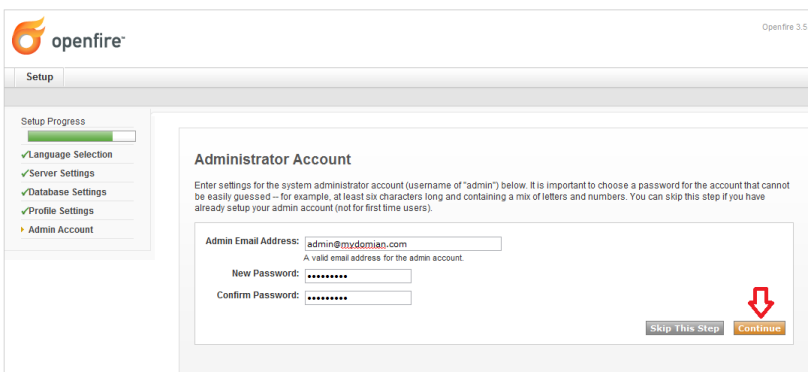 openfire™
Openfire 3.5
Setup
Setup Progress
Language Selection
Server Settings
Database Settings
Profile Settings
Admin Account
Administrator Account
Enter settings for the system administrator account (username of "admin") below. It is important to choose a password for the account that cannot
be easily guessed -- for example, at least six characters long and containing a mix of letters and numbers. You can skip this step if you have
already setup your admin account (not for first time users).
Admin Email Address: admin@mydomian.com
A valid email address for the admin account.
New Password: •••••••••
Confirm Password: •••••••••
Skip This Step Continue